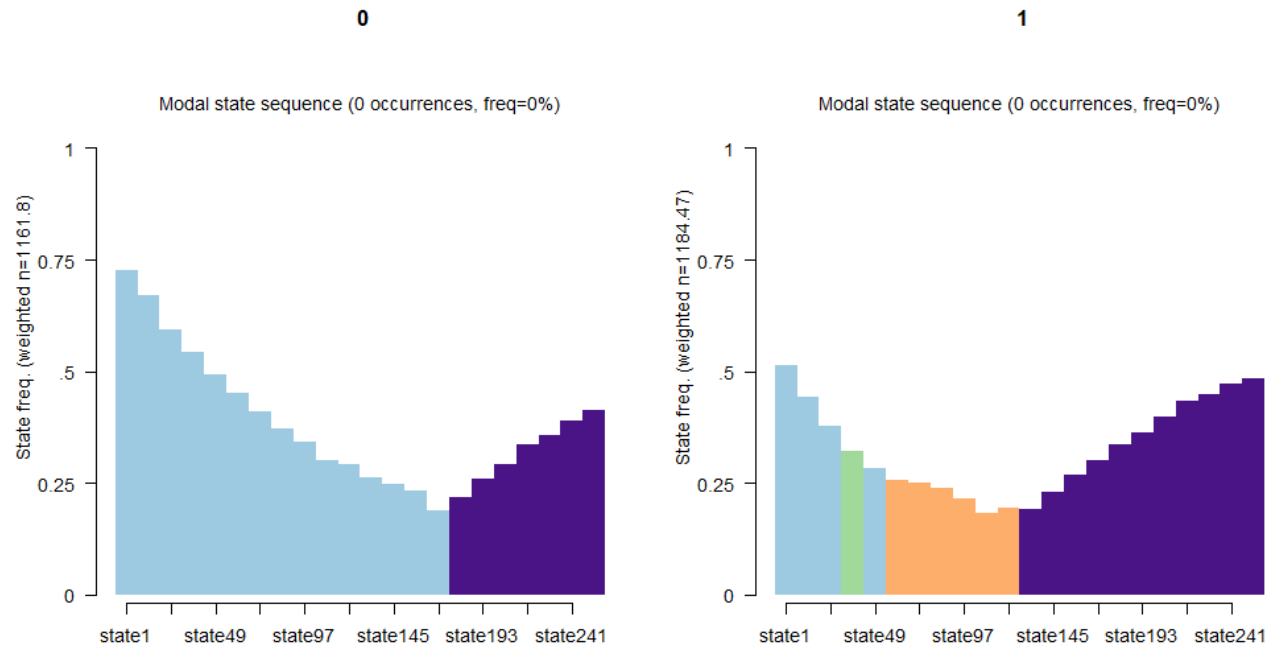 0
Modal state sequence (0 occurrences, freq=0%)
State freq. (weighted n=1161.8)
1
0.75
.5
0.25
0
state1 state49 state97 state145 state193 state241
1
Modal state sequence (0 occurrences, freq=0%)
State freq. (weighted n=1184.47)
1
0.75
.5
0.25
0
state1 state49 state97 state145 state193 state241